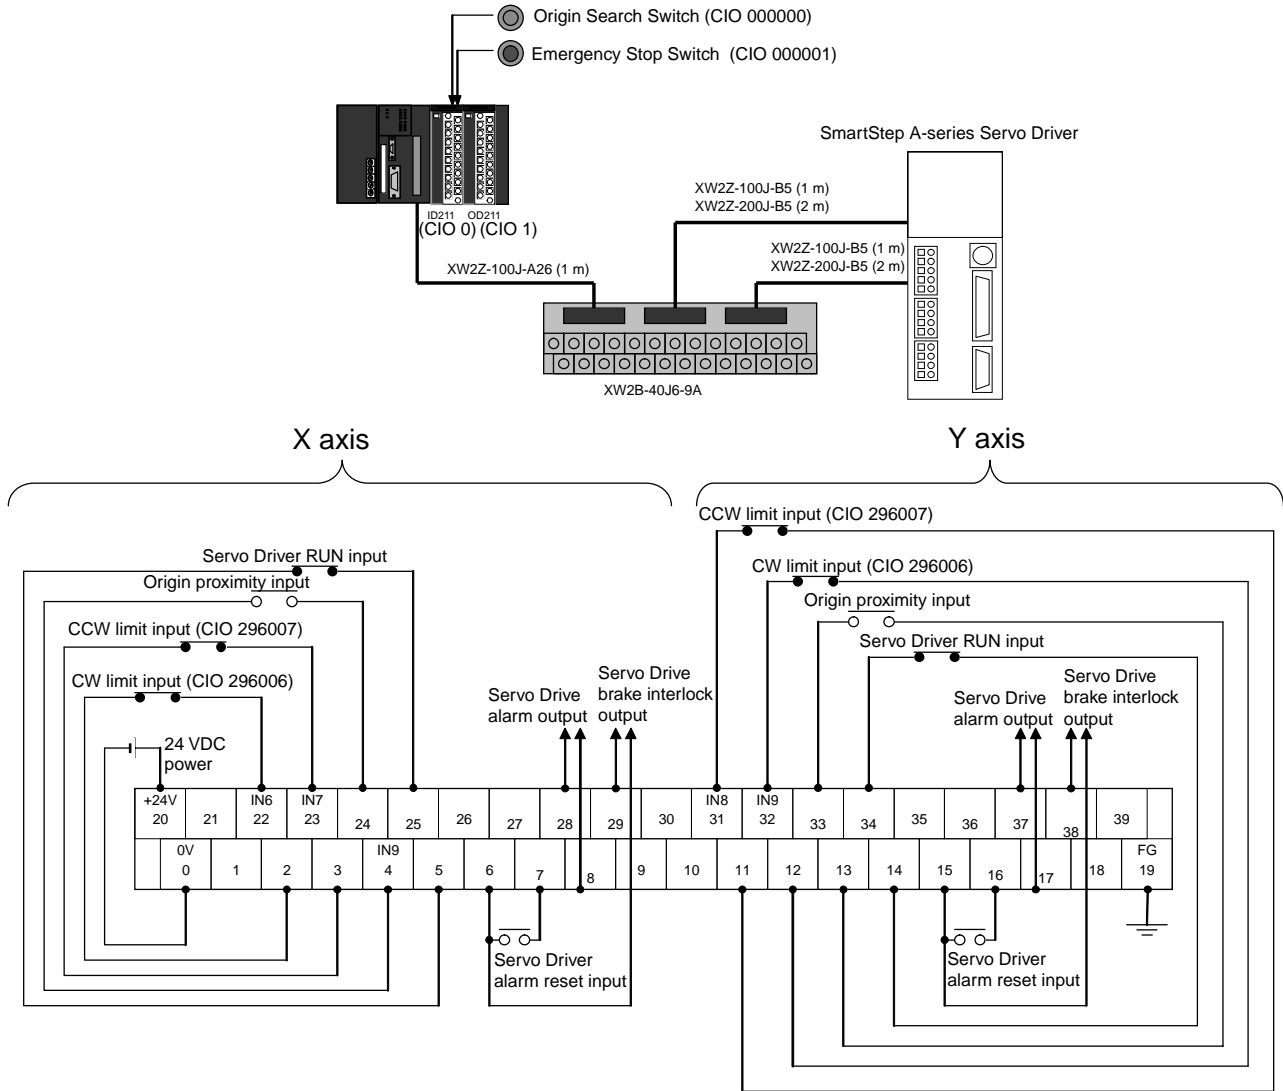 Origin Search Switch (CIO 000000)
Emergency Stop Switch (CIO 000001)
SmartStep A-series Servo Driver
XW2Z-100J-B5 (1 m)
XW2Z-200J-B5 (2 m)
ID211
OD211
(CIO 0)
(CIO 1)
XW2Z-100J-B5 (1 m)
XW2Z-200J-B5 (2 m)
XW2Z-100J-A26 (1 m)
XW2B-40J6-9A
X axis
Y axis
CCW limit input (CIO 296007)
Servo Driver RUN input
CW limit input (CIO 296006)
Origin proximity input
Origin proximity input
CCW limit input (CIO 296007)
Servo Driver RUN input
CW limit input (CIO 296006)
Servo Drive
alarm output
Servo Drive
brake interlock
output
Servo Drive
alarm output
Servo Drive
brake interlock
output
24 VDC
power
+24V IN6 IN7 IN8 IN9
20 21 22 23 24 25 26 27 28 29 30 31 32 33 34 35 36 37 38 39
0V IN9 FG
0 1 2 3 4 5 6 7 8 9 10 11 12 13 14 15 16 17 18 19
Servo Driver
alarm reset input
Servo Driver
alarm reset input